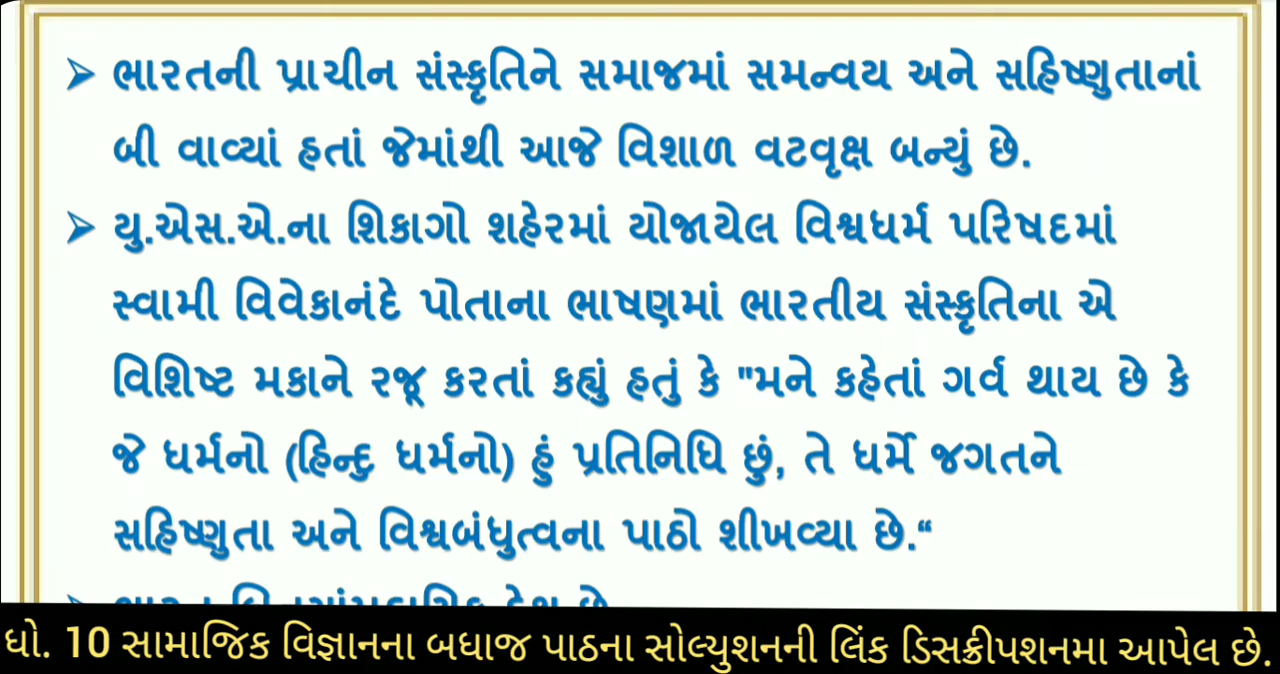 ➤ ભારતની પ્રાચીન સંસ્કૃતિને સમાજમાં સમન્વય અને સહિષ્ણુતાનાં
બી વાવ્યાં હતાં જેમાંથી આજે વિશાળ વટવૃક્ષ બન્યું છે.
➤ યુ.એસ.એ.ના શિકાગો શહેરમાં યોજાયેલ વિશ્વધર્મ પરિષદમાં
સ્વામી વિવેકાનંદે પોતાના ભાષણમાં ભારતીય સંસ્કૃતિના એ
વિશિષ્ટ મકાને રજૂ કરતાં કહ્યું હતું કે "મને કહેતાં ગર્વ થાય છે કે
જે ધર્મનો (હિન્દુ ધર્મનો) હું પ્રતિનિધિ છું, તે ધર્મે જગતને
સહિષ્ણુતા અને વિશ્વબંધુત્વના પાઠો શીખવ્યા છે.“
ધો. 10 સામાજિક વિજ્ઞાનના બધાજ પાઠના સોલ્યુશનની લિંક ડિસક્રીપશનમા આપેલ છે.